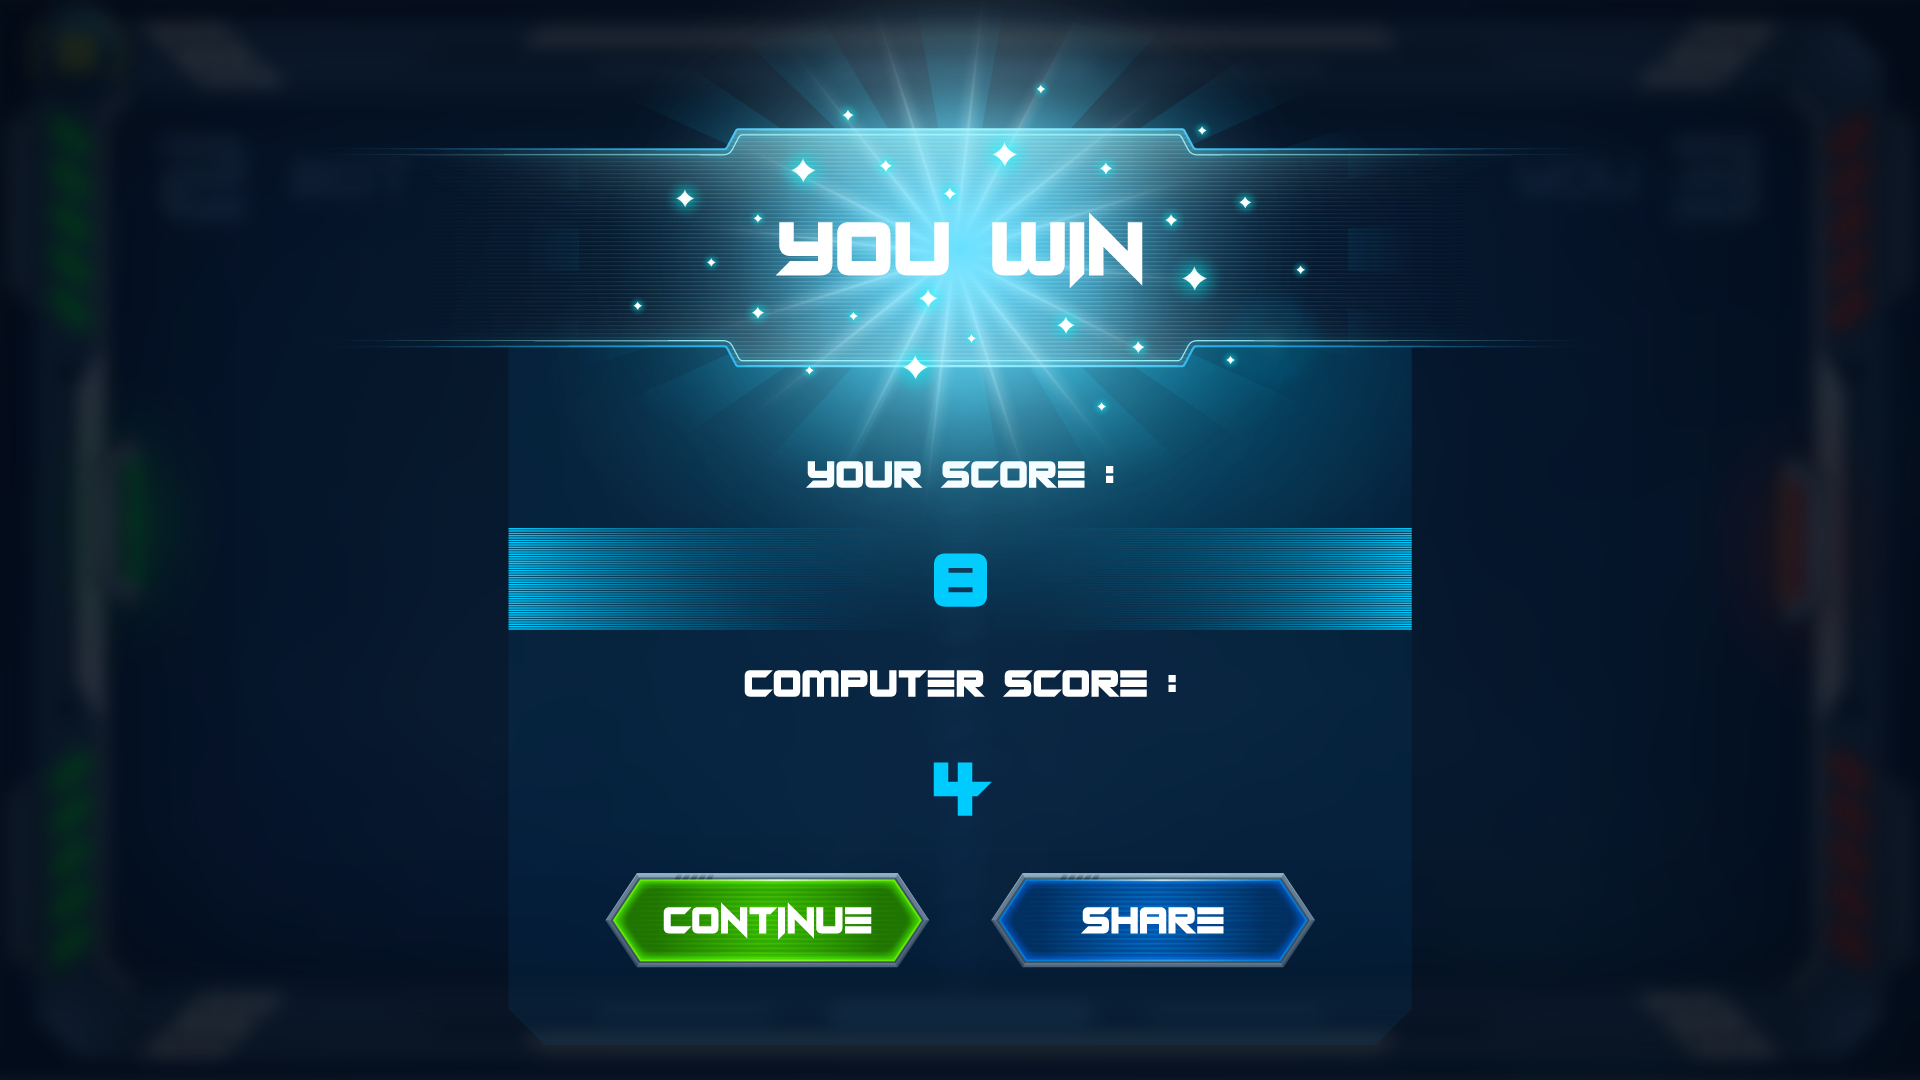 YOU WIN
YOUR SCORE :
8
COMPUTER SCORE :
4
CONTINUE
SHARE